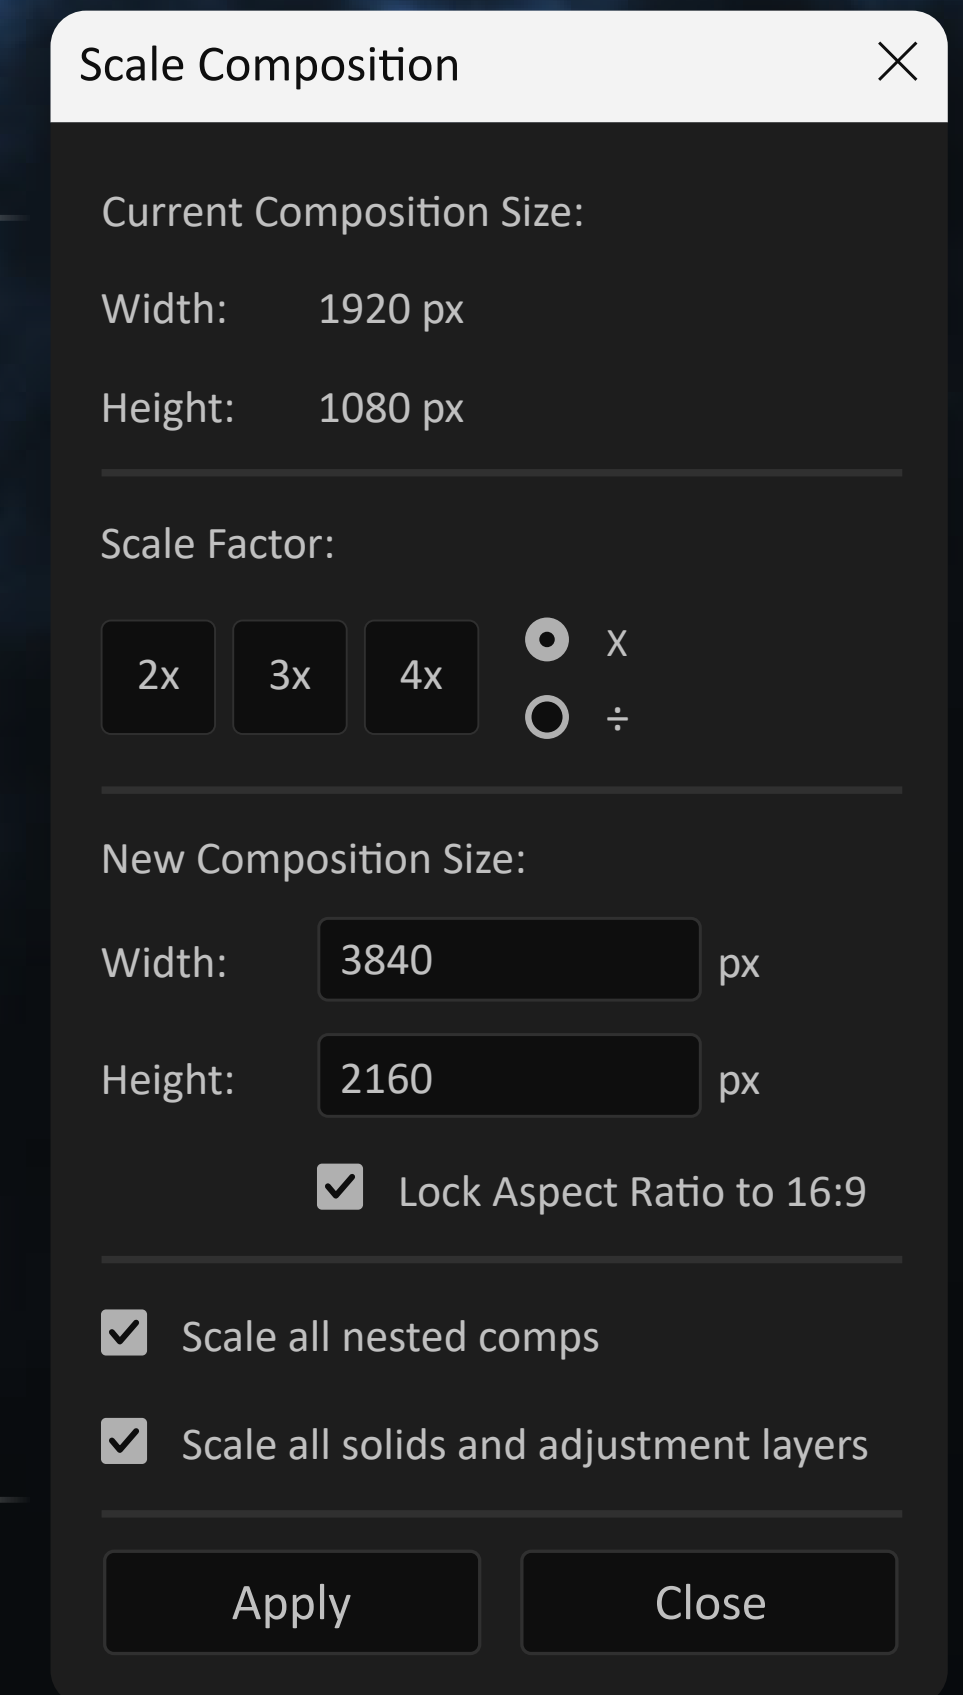 Scale Composition
Current Composition Size:
Width: 1920 px
Height: 1080 px
Scale Factor:
2x 3x 4x X
÷
New Composition Size:
Width: 3840 px
Height: 2160 px
Lock Aspect Ratio to 16:9
Scale all nested comps
Scale all solids and adjustment layers
Apply Close